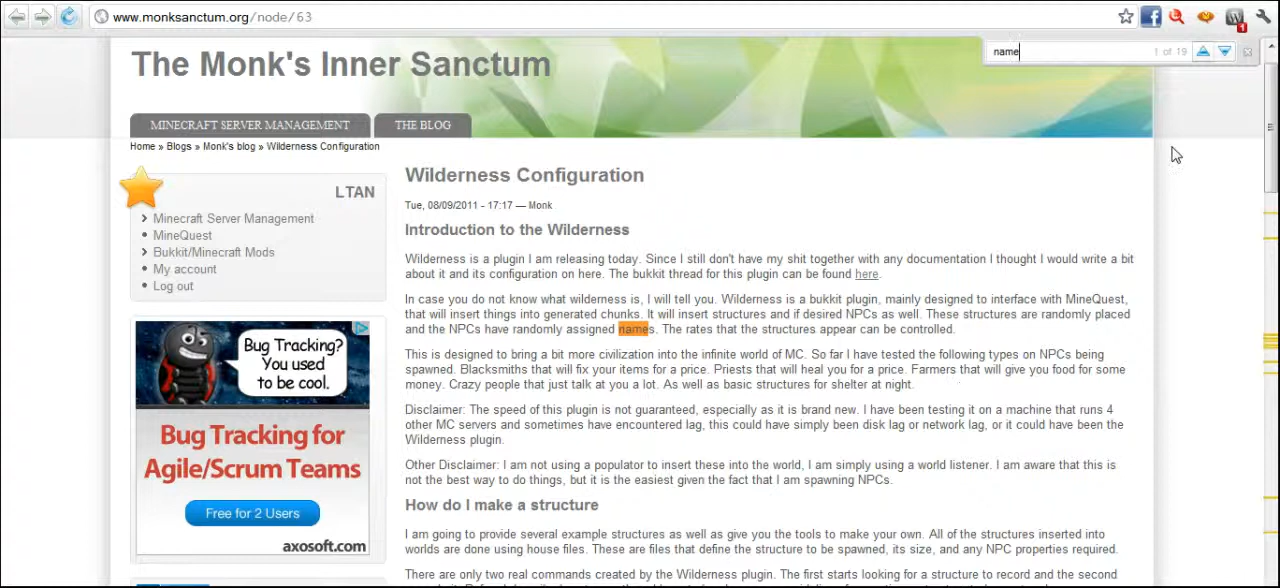 www.monksanctum.org/node/63
name
1 of 19
The Monk's Inner Sanctum
MINECRAFT SERVER MANAGEMENT
THE BLOG
Home » Blogs » Monk's blog » Wilderness Configuration
LTAN
Minecraft Server Management
MineQuest
Bukkit/Minecraft Mods
My account
Log out
Bug Tracking?
You used
to be cool.
Bug Tracking for
Agile/Scrum Teams
Free for 2 Users
axosoft.com
Wilderness Configuration
Tue, 08/09/2011 - 17:17 — Monk
Introduction to the Wilderness
Wilderness is a plugin I am releasing today. Since I still don't have my shit together with any documentation I thought I would write a bit
about it and its configuration on here. The bukkit thread for this plugin can be found here.
In case you do not know what wilderness is, I will tell you. Wilderness is a bukkit plugin, mainly designed to interface with MineQuest,
that will insert things into generated chunks. It will insert structures and if desired NPCs as well. These structures are randomly placed
and the NPCs have randomly assigned names. The rates that the structures appear can be controlled.
This is designed to bring a bit more civilization into the infinite world of MC. So far I have tested the following types on NPCs being
spawned. Blacksmiths that will fix your items for a price. Priests that will heal you for a price. Farmers that will give you food for some
money. Crazy people that just talk at you a lot. As well as basic structures for shelter at night.
Disclaimer: The speed of this plugin is not guaranteed, especially as it is brand new. I have been testing it on a machine that runs 4
other MC servers and sometimes have encountered lag, this could have simply been disk lag or network lag, or it could have been the
Wilderness plugin.
Other Disclaimer: I am not using a populator to insert these into the world, I am simply using a world listener. I am aware that this is
not the best way to do things, but it is the easiest given the fact that I am spawning NPCs.
How do I make a structure
I am going to provide several example structures as well as give you the tools to make your own. All of the structures inserted into
worlds are done using house files. These are files that define the structure to be spawned, its size, and any NPC properties required.
There are only two real commands created by the Wilderness plugin. The first starts looking for a structure to record and the second